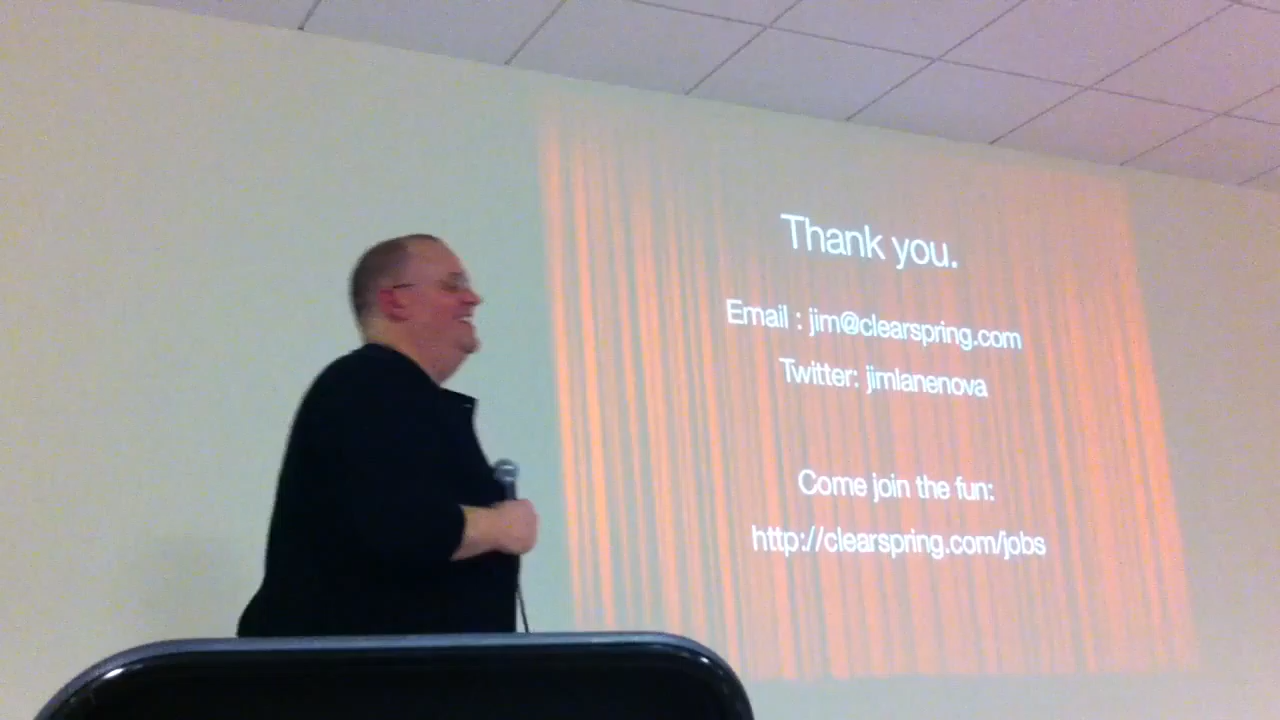 Thank you.
Email : jim@clearspring.com
Twitter: jimlanenova
Come join the fun:
http://clearspring.com/jobs